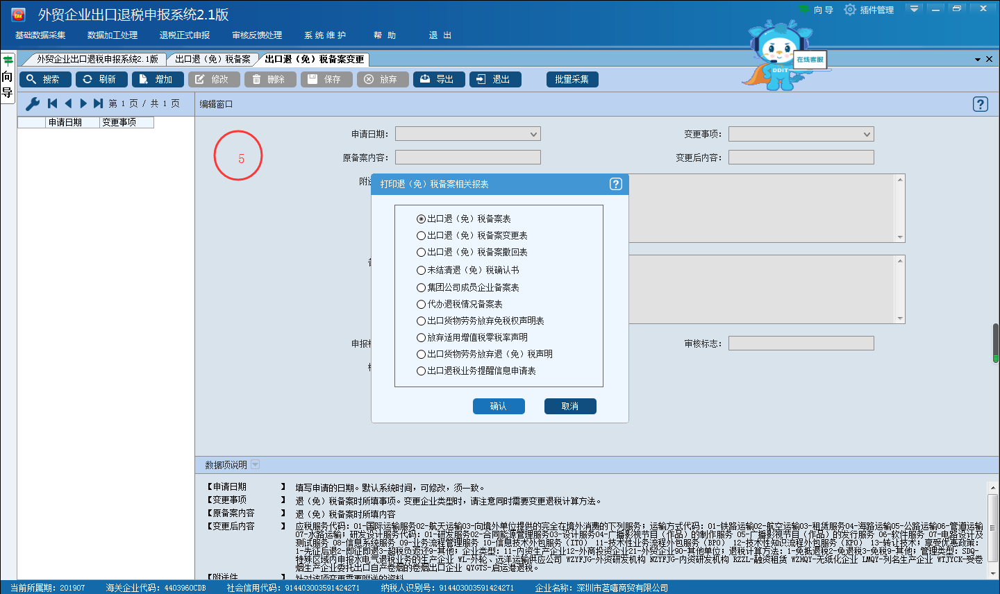 外贸企业出口退税申报系统2.1版
向 导 插件管理
基础数据采集 数据加工处理 退税正式申报 审核反馈处理 系 统 维 护 帮 助 退 出
在线客服
DDIT
外贸企业出口退税申报系统2.1版 出口退（免）税备案 出口退（免）税备案变更
向导
搜索 刷新 增加 修改 删除 保存 放弃 导出 退出 批量采集
第 1 页 / 共 1 页 编辑窗口
申请日期 变更事项
申请日期: 变更事项:
5
原备案内容: 变更后内容:
打印退（免）税备案相关报表
出口退（免）税备案表
出口退（免）税备案变更表
出口退（免）税备案撤回表
未结清退（免）税确认书
集团公司成员企业备案表
代办退税情况备案表
出口货物劳务放弃免税权声明表
放弃适用增值税零税率声明
出口货物劳务放弃退（免）税声明
出口退税业务提醒信息申请表
确认 取消
申报 审核标志:
数据项说明
【申请日期 】 填写申请的日期。默认系统时间，可修改，须一致。
【变更事项 】 退（免）税备案时所填事项。变更企业类型时，请注意同时需要变更退税计算方法。
【原备案内容 】 退（免）税备案时所填内容
【变更后内容 】 应税服务代码：01-国际运输服务02-航天运输03-向境外单位提供的完全在境外消费的下列服务；运输方式代码：01-铁路运输02-航空运输03-租赁服务04-海路运输05-公路运输06-管道运输
07-水路运输；研发设计服务代码：01-研发服务02-合同能源管理服务03-设计服务04-广播影视节目（作品）的制作服务 05-广播影视节目（作品）的发行服务 06-软件服务 07-电路设计及
测试服务 08-信息系统服务 09-业务流程管理服务 10-信息技术外包服务（ITO） 11-技术性业务流程外包服务（BPO） 12-技术性知识流程外包服务（KPO） 13-转让技术；享受优惠政策：
1-先征后退2-即征即退3-超税负返还9-其他；企业类型：11-内资生产企业12-外商投资企业21-外贸企业90-其他单位；退税计算方法：1-免抵退税2-免退税3-免税9-其他；管理类型：SDQ-
特殊区域内申报水电气退税业务的生产企业 WL-外轮、远洋运输供应公司 WZYFJG-外资研发机构 NZYFJG-内资研发机构 RZZL-融资租赁 WZHQY-无纸化企业 LMQY-列名生产企业 WTJYCK-受卷
烟生产企业委托出口自产卷烟的卷烟出口企业 QYGTS-启运港退税。
【附送件 】 针对该项变更需要附送的资料
当前所属期：201907 海关企业代码：4403960CDB 社会信用代码：914403003591424271 纳税人识别号：914403003591424271 企业名称：深圳市茗嘻商贸有限公司